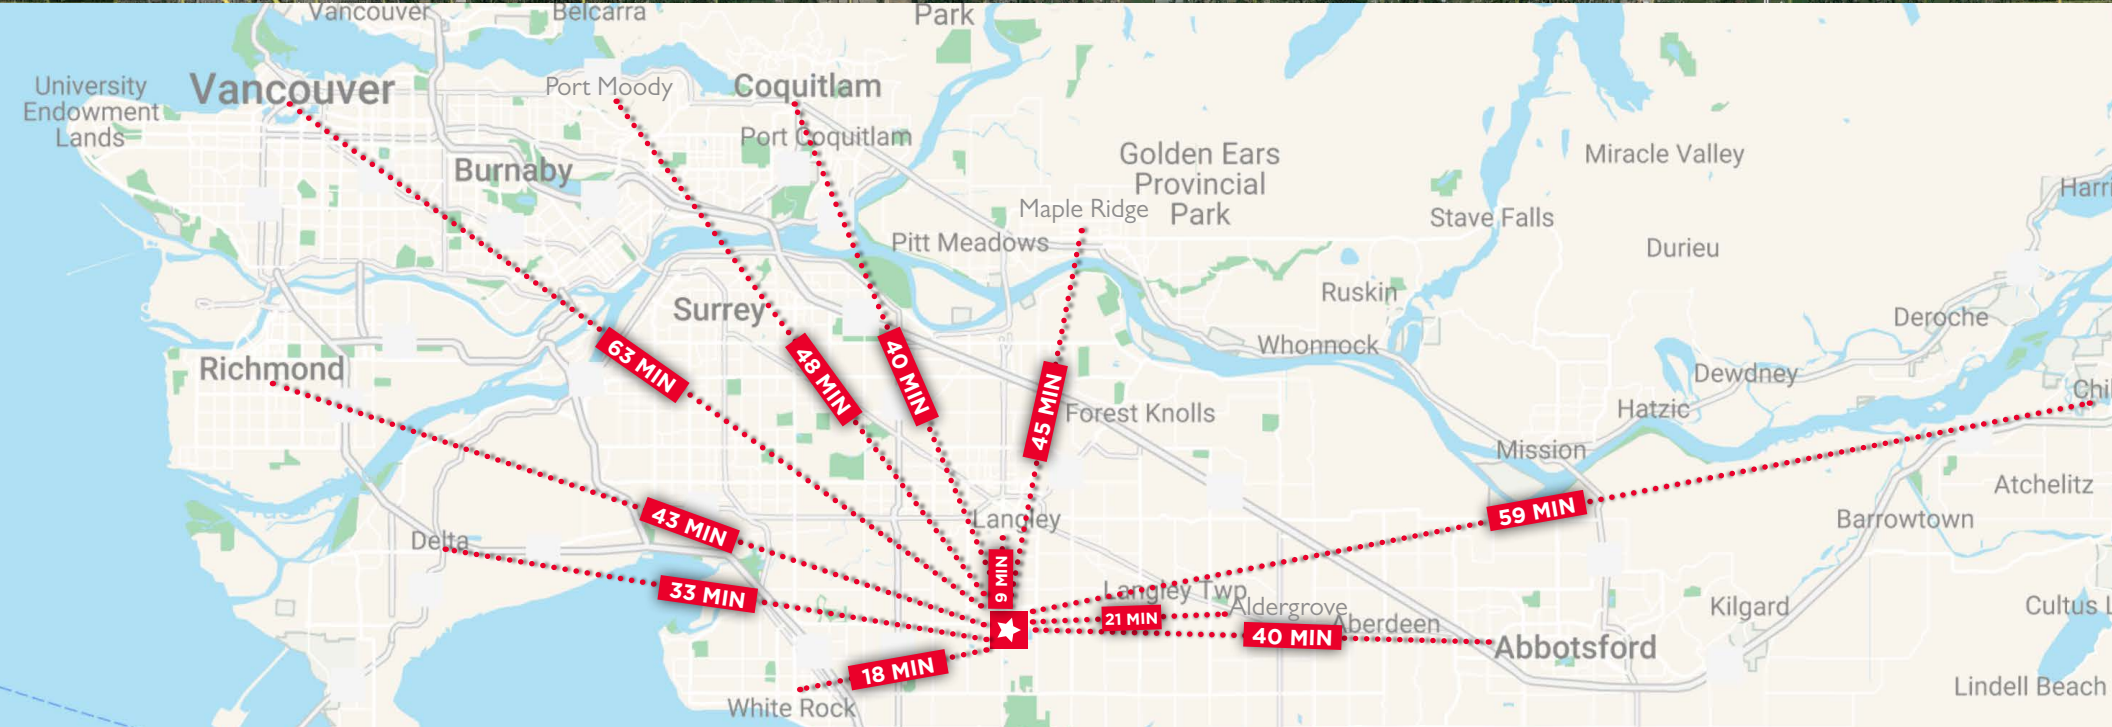 Vancouver
Belcarra
Park
University
Endowment
Lands
Vancouver
Port Moody
Coquitlam
Port Coquitlam
Burnaby
Golden Ears
Provincial
Park
Miracle Valley
Harri
Maple Ridge
Stave Falls
Pitt Meadows
Durieu
Surrey
Ruskin
Deroche
Whonnock
Richmond
63 MIN
48 MIN
40 MIN
45 MIN
Dewdney
Chil
Forest Knolls
Hatzic
Mission
Atchelitz
43 MIN
Langley
59 MIN
Barrowtown
Delta
33 MIN
9 MIN
Langley Twp
21 MIN
Aldergrove
Aberdeen
40 MIN
Kilgard
Cultus L
Abbotsford
18 MIN
White Rock
Lindell Beach